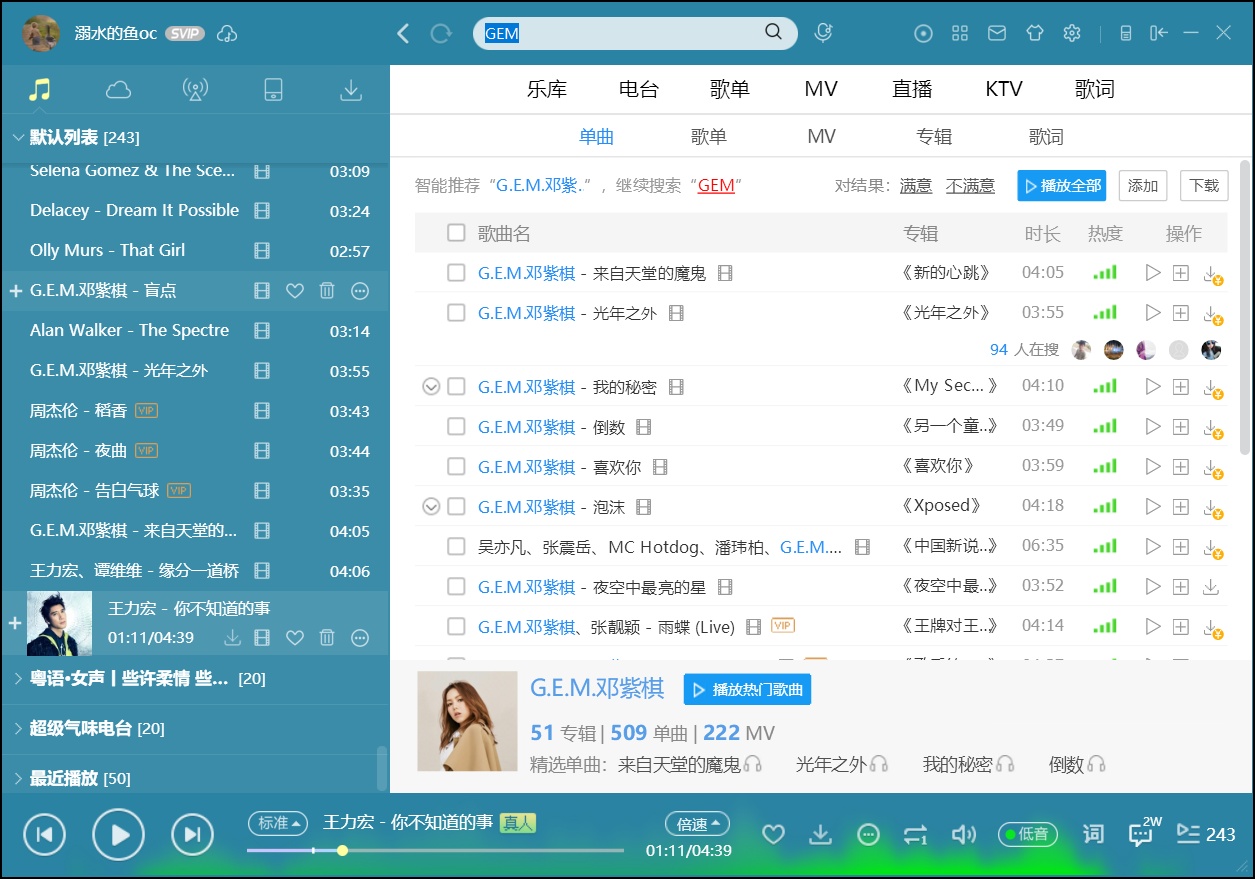 溺水的鱼oc SVIP
GEM
默认列表 [243]
Selena Gomez & The Sce... 03:09
Delacey - Dream It Possible 03:24
Olly Murs - That Girl 02:57
G.E.M.邓紫棋 - 盲点
Alan Walker - The Spectre 03:14
G.E.M.邓紫棋 - 光年之外 03:55
周杰伦 - 稻香 VIP 03:43
周杰伦 - 夜曲 VIP 03:44
周杰伦 - 告白气球 VIP 03:35
G.E.M.邓紫棋 - 来自天堂的... 04:05
王力宏、谭维维 - 缘分一道桥 04:06
王力宏 - 你不知道的事
01:11/04:39
粤语·女声丨些许柔情 些... [20]
超级气味电台 [20]
最近播放 [50]
乐库 电台 歌单 MV 直播 KTV 歌词
单曲 歌单 MV 专辑 歌词
智能推荐 “G.E.M.邓紫..” ，继续搜索 “GEM” 对结果: 满意 不满意 播放全部 添加 下载
歌曲名 专辑 时长 热度 操作
G.E.M.邓紫棋 - 来自天堂的魔鬼 《新的心跳》 04:05
G.E.M.邓紫棋 - 光年之外 《光年之外》 03:55
94 人在搜
G.E.M.邓紫棋 - 我的秘密 《My Sec... 》 04:10
G.E.M.邓紫棋 - 倒数 《另一个童..》 03:49
G.E.M.邓紫棋 - 喜欢你 《喜欢你》 03:59
G.E.M.邓紫棋 - 泡沫 《Xposed》 04:18
吴亦凡、张震岳、MC Hotdog、潘玮柏、G.E.M.... 《中国新说..》 06:35
G.E.M.邓紫棋 - 夜空中最亮的星 《夜空中最..》 03:52
G.E.M.邓紫棋、张靓颖 - 雨蝶 (Live) VIP 《王牌对王..》 04:14
G.E.M.邓紫棋 播放热门歌曲
51 专辑 | 509 单曲 | 222 MV
精选单曲: 来自天堂的魔鬼 光年之外 我的秘密 倒数
标准 王力宏 - 你不知道的事 真人 倍速
01:11/04:39
低音 词 2W 243